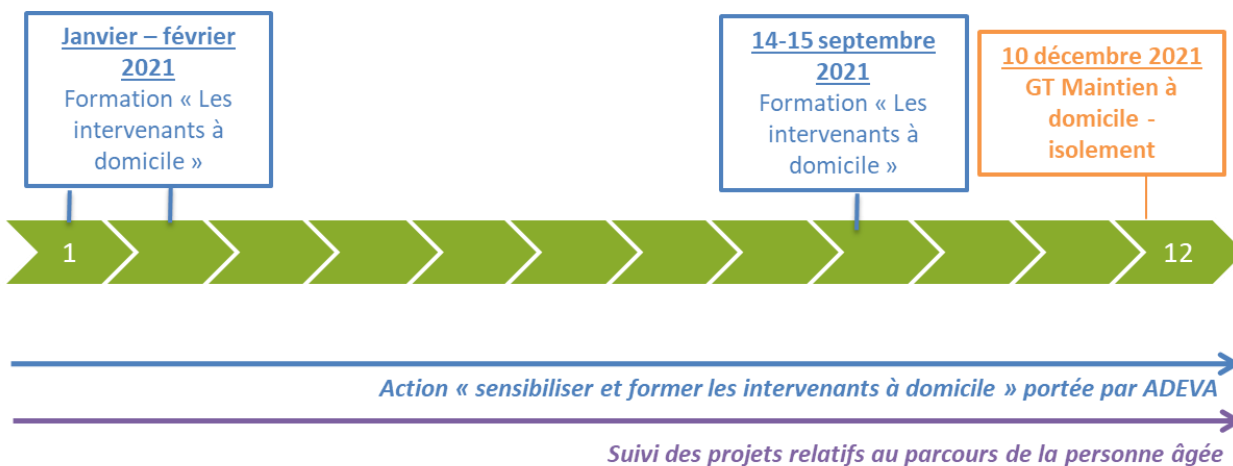 Janvier – février
2021
Formation « Les
intervenants à
domicile »
14-15 septembre
2021
Formation « Les
intervenants à
domicile »
10 décembre 2021
GT Maintien à
domicile -
isolement
1
12
Action « sensibiliser et former les intervenants à domicile » portée par ADEVA
Suivi des projets relatifs au parcours de la personne âgée